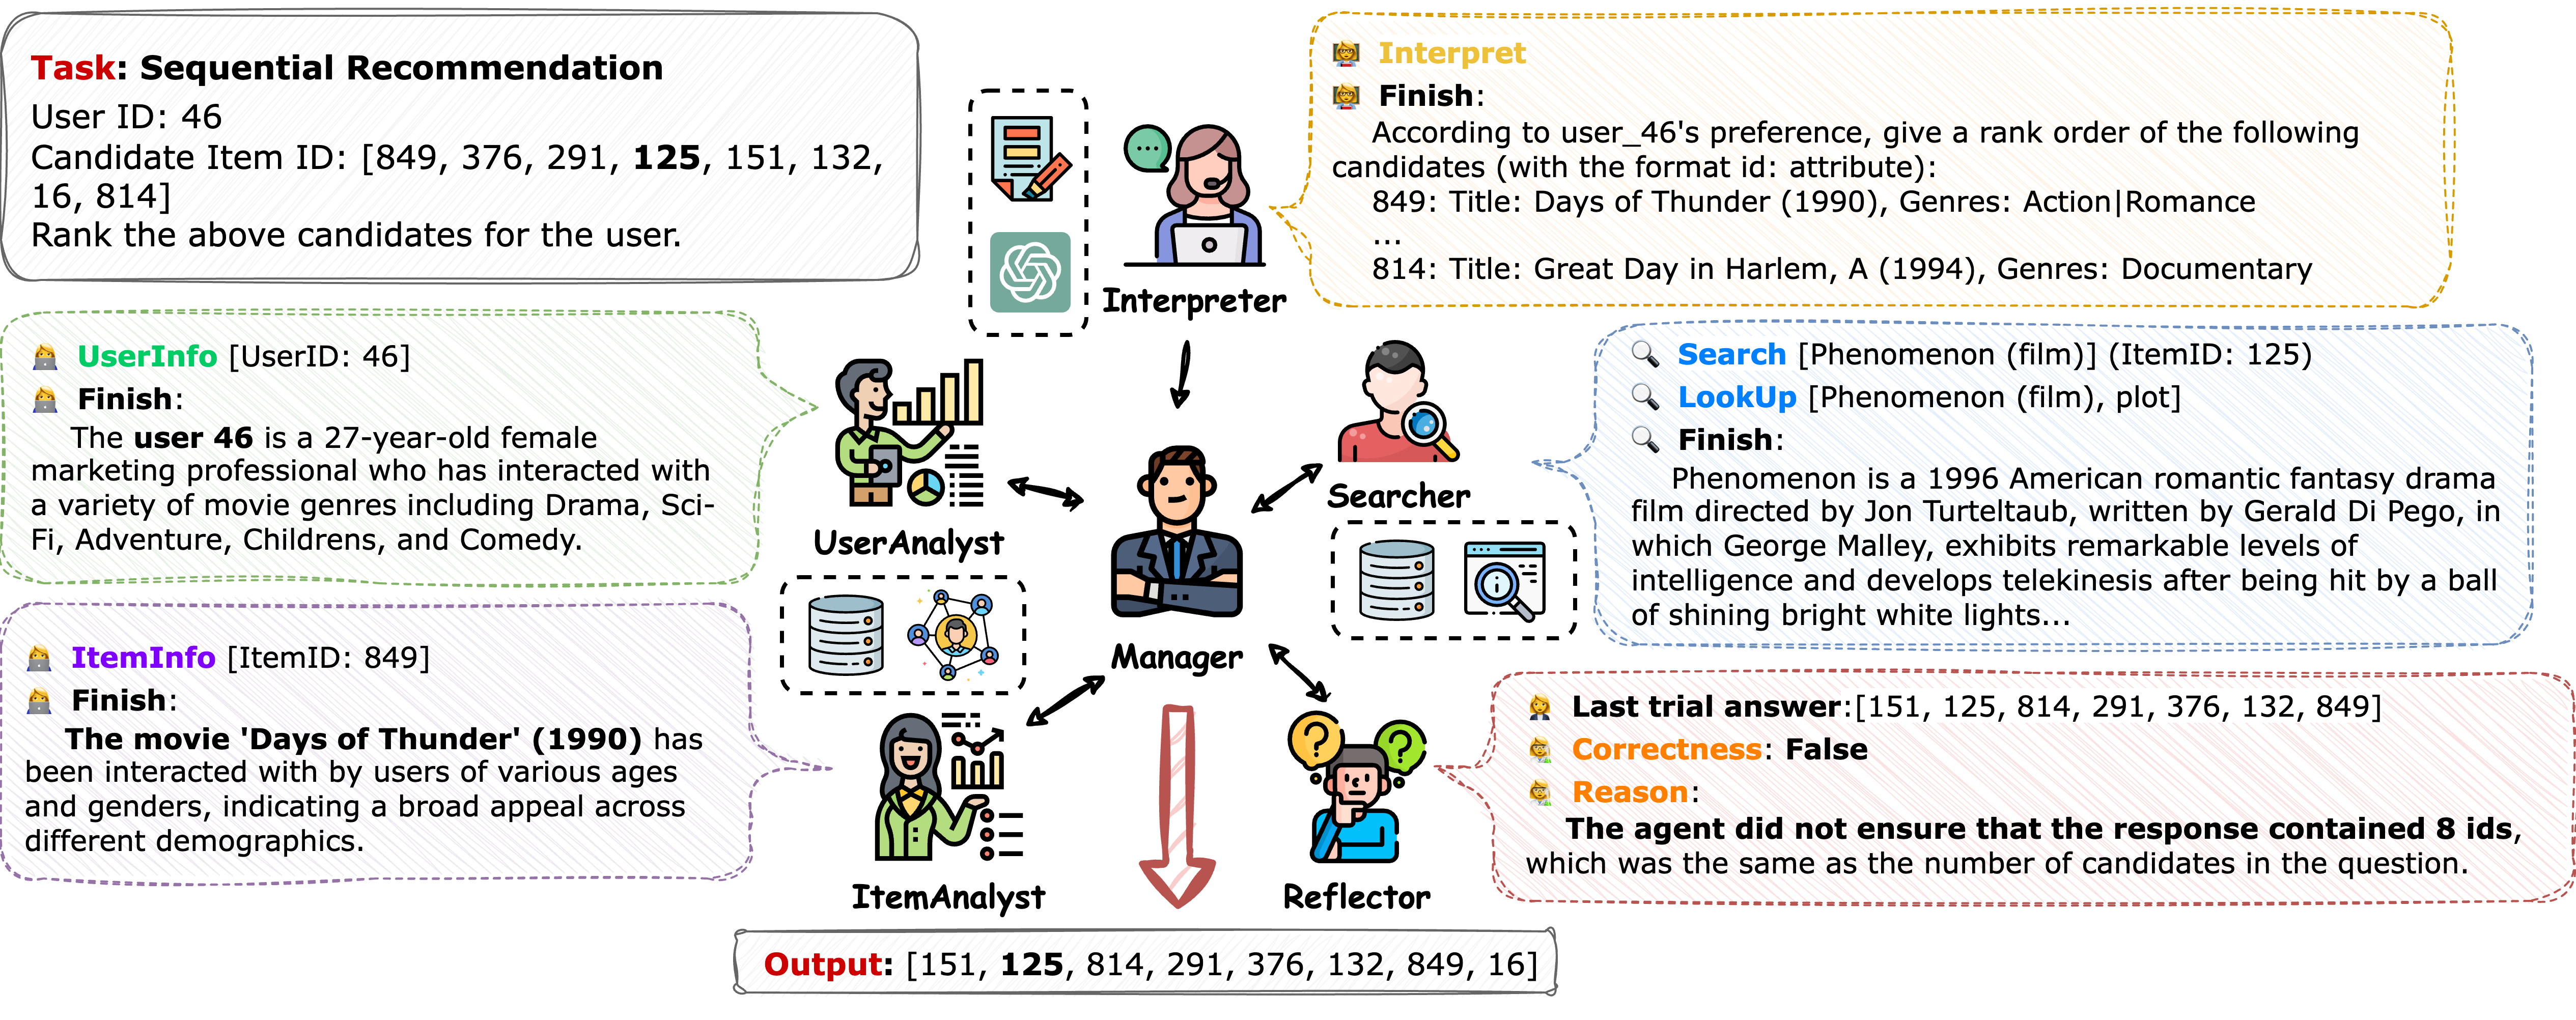 Task: Sequential Recommendation
User ID: 46
Candidate Item ID: [849, 376, 291, 125, 151, 132,
16, 814]
Rank the above candidates for the user.
Interpret
Finish:
According to user_46's preference, give a rank order of the following
candidates (with the format id: attribute):
849: Title: Days of Thunder (1990), Genres: Action|Romance
...
814: Title: Great Day in Harlem, A (1994), Genres: Documentary
Interpreter
UserInfo [UserID: 46]
Finish:
The user 46 is a 27-year-old female
marketing professional who has interacted with
a variety of movie genres including Drama, Sci-
Fi, Adventure, Childrens, and Comedy.
UserAnalyst
Search [Phenomenon (film)] (ItemID: 125)
LookUp [Phenomenon (film), plot]
Finish:
Phenomenon is a 1996 American romantic fantasy drama
film directed by Jon Turteltaub, written by Gerald Di Pego, in
which George Malley, exhibits remarkable levels of
intelligence and develops telekinesis after being hit by a ball
of shining bright white lights...
Searcher
Manager
ItemInfo [ItemID: 849]
Finish:
The movie 'Days of Thunder' (1990) has
been interacted with by users of various ages
and genders, indicating a broad appeal across
different demographics.
ItemAnalyst
Last trial answer:[151, 125, 814, 291, 376, 132, 849]
Correctness: False
Reason:
The agent did not ensure that the response contained 8 ids,
which was the same as the number of candidates in the question.
Reflector
Output: [151, 125, 814, 291, 376, 132, 849, 16]